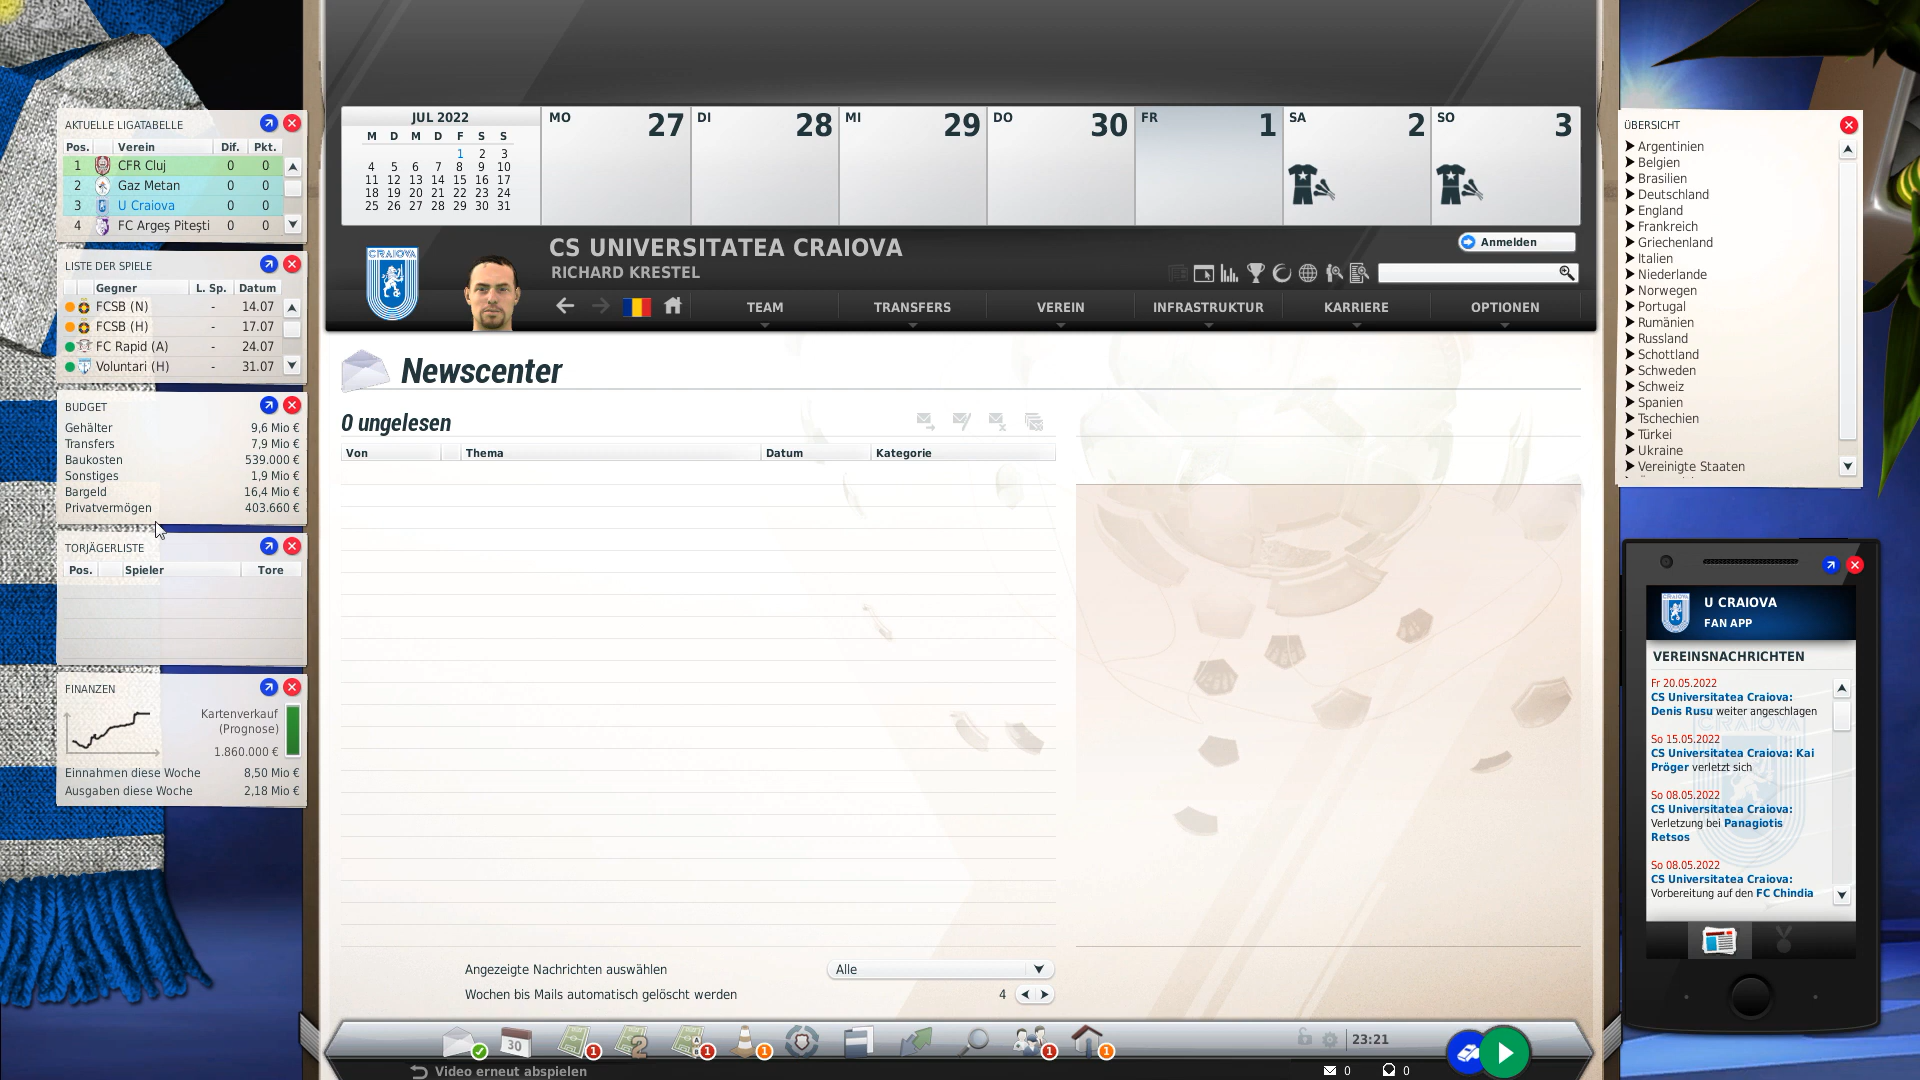 AKTUELLE LIGATABELLE
Pos. Verein Dif. Pkt.
1 CFR Cluj 0 0
2 Gaz Metan 0 0
3 U Craiova 0 0
4 FC Argeș Pitești 0 0
LISTE DER SPIELE
Gegner L. Sp. Datum
FCSB (N) - 14.07
FCSB (H) - 17.07
FC Rapid (A) - 24.07
Voluntari (H) - 31.07
BUDGET
Gehälter 9,6 Mio €
Transfers 7,9 Mio €
Baukosten 539.000 €
Sonstiges 1,9 Mio €
Bargeld 16,4 Mio €
Privatvermögen 403.660 €
TORJÄGERLISTE
Pos. Spieler Tore
FINANZEN
Kartenverkauf
(Prognose)
1.860.000 €
Einnahmen diese Woche 8,50 Mio €
Ausgaben diese Woche 2,18 Mio €
JUL 2022
M D M D F S S
1 2 3
4 5 6 7 8 9 10
11 12 13 14 15 16 17
18 19 20 21 22 23 24
25 26 27 28 29 30 31
MO 27 DI 28 MI 29 DO 30 FR 1 SA 2 SO 3
CRAIOVA
CS UNIVERSITATEA CRAIOVA
RICHARD KRESTEL
Anmelden
TEAM TRANSFERS VEREIN INFRASTRUKTUR KARRIERE OPTIONEN
Newscenter
0 ungelesen
Von Thema Datum Kategorie
Angezeigte Nachrichten auswählen Alle
Wochen bis Mails automatisch gelöscht werden 4
30 1 2 1 1 1 1
23:21
Video erneut abspielen
0 0
ÜBERSICHT
Argentinien
Belgien
Brasilien
Deutschland
England
Frankreich
Griechenland
Italien
Niederlande
Norwegen
Portugal
Rumänien
Russland
Schottland
Schweden
Schweiz
Spanien
Tschechien
Türkei
Ukraine
Vereinigte Staaten
U CRAIOVA
FAN APP
VEREINSNACHRICHTEN
Fr 20.05.2022
CS Universitatea Craiova:
Denis Rusu weiter angeschlagen
So 15.05.2022
CS Universitatea Craiova: Kai
Pröger verletzt sich
So 08.05.2022
CS Universitatea Craiova:
Verletzung bei Panagiotis
Retsos
So 08.05.2022
CS Universitatea Craiova:
Vorbereitung auf den FC Chindia